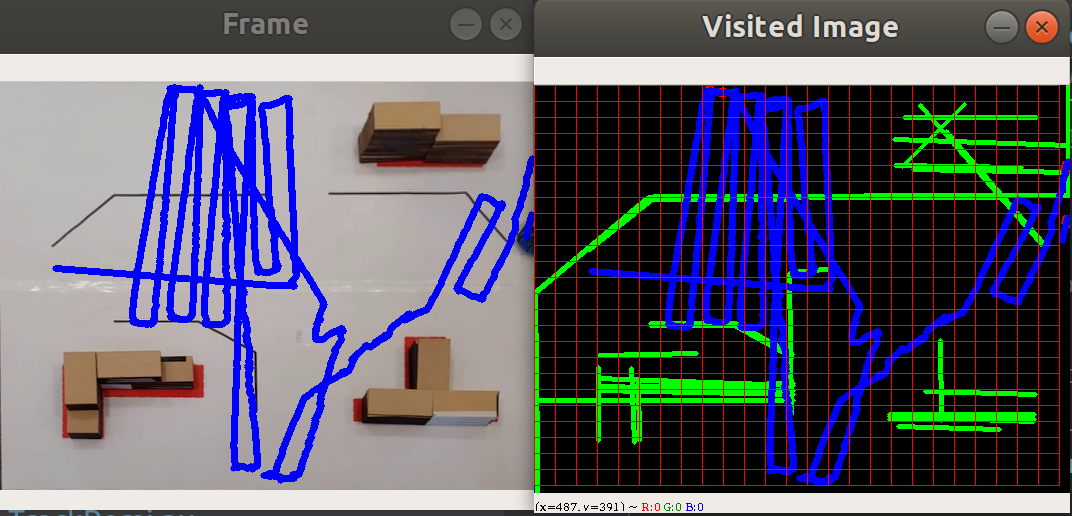 Frame
Visited Image
(x=487, y=391) ~ R:0 G:0 B:0